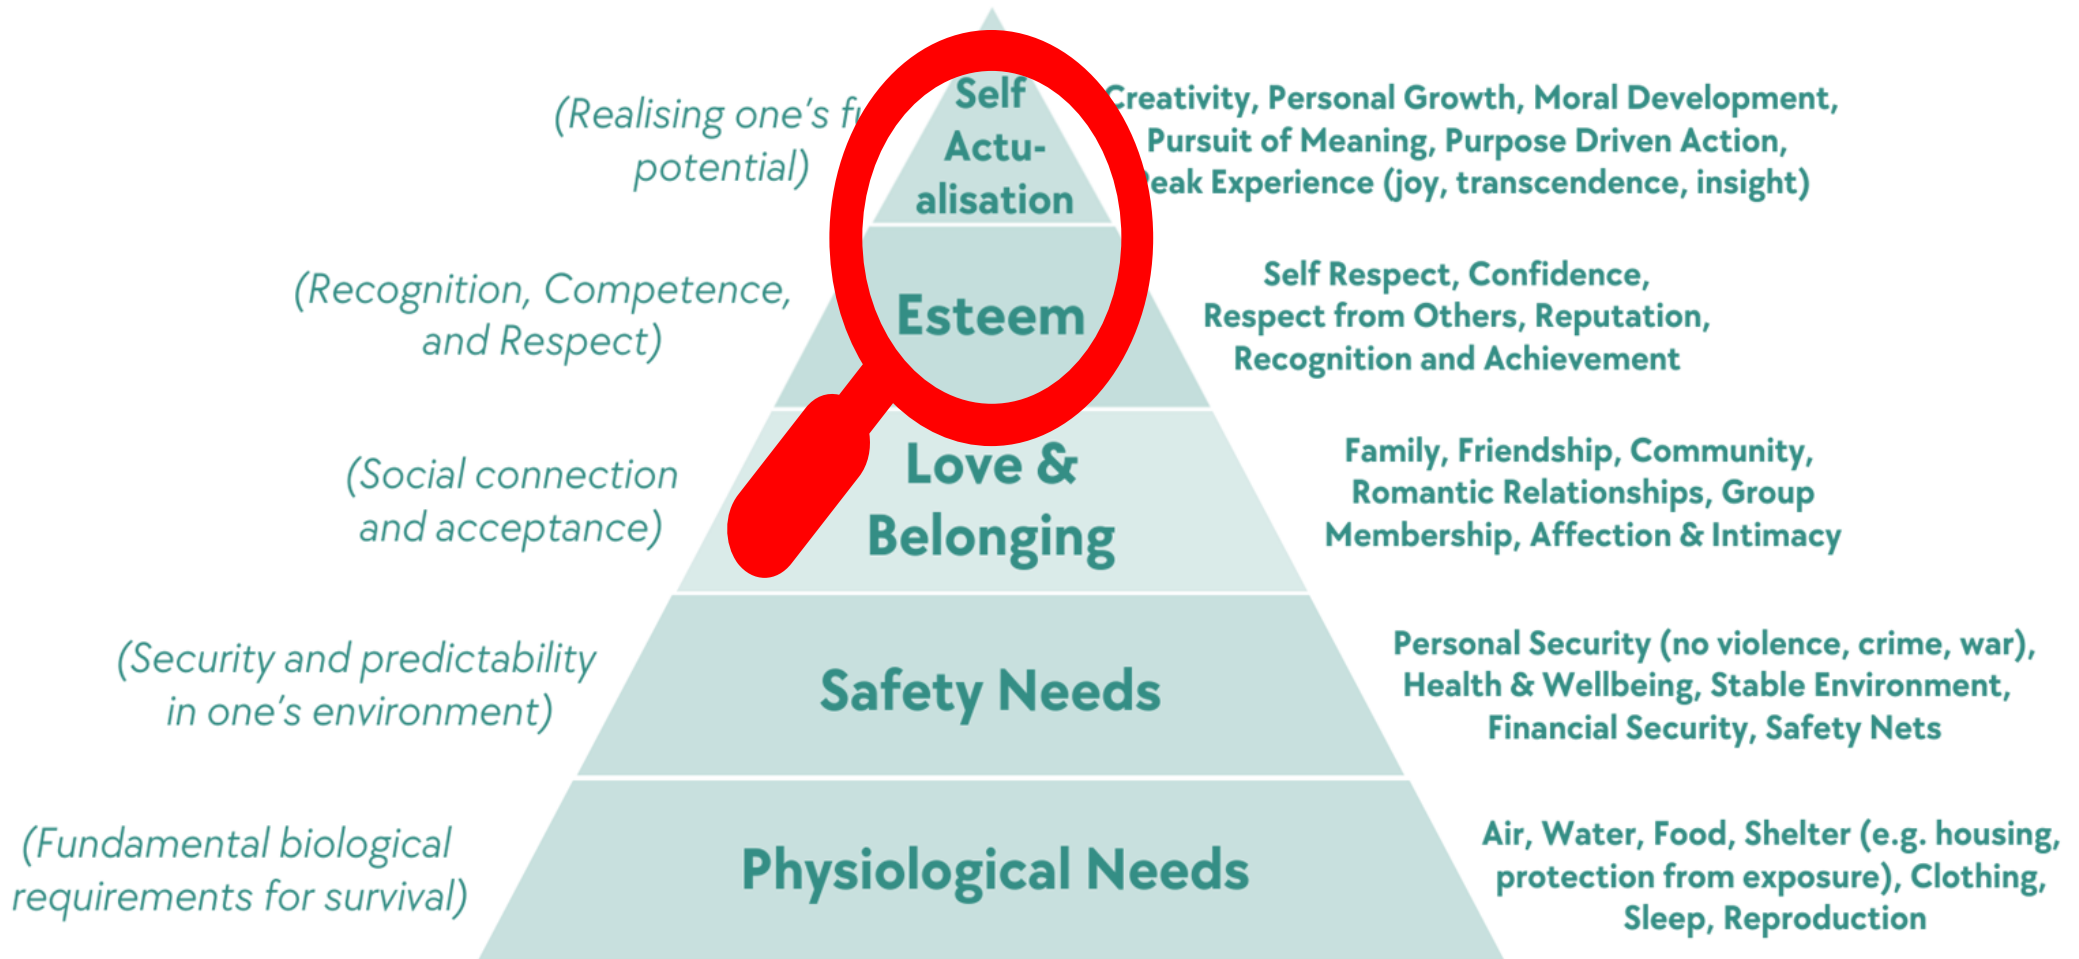 (Realising one's
potential)
Self
Actu-
alisation
Creativity, Personal Growth, Moral Development,
Pursuit of Meaning, Purpose Driven Action,
Experience (joy, transcendence, insight)
(Recognition, Competence,
and Respect)
Esteem
Self Respect, Confidence,
Respect from Others, Reputation,
Recognition and Achievement
(Social connection
and acceptance)
Love &
Belonging
Family, Friendship, Community,
Romantic Relationships, Group
Membership, Affection & Intimacy
(Security and predictability
in one's environment)
Safety Needs
Personal Security (no violence, crime, war),
Health & Wellbeing, Stable Environment,
Financial Security, Safety Nets
(Fundamental biological
requirements for survival)
Physiological Needs
Air, Water, Food, Shelter (e.g. housing,
protection from exposure), Clothing,
Sleep, Reproduction